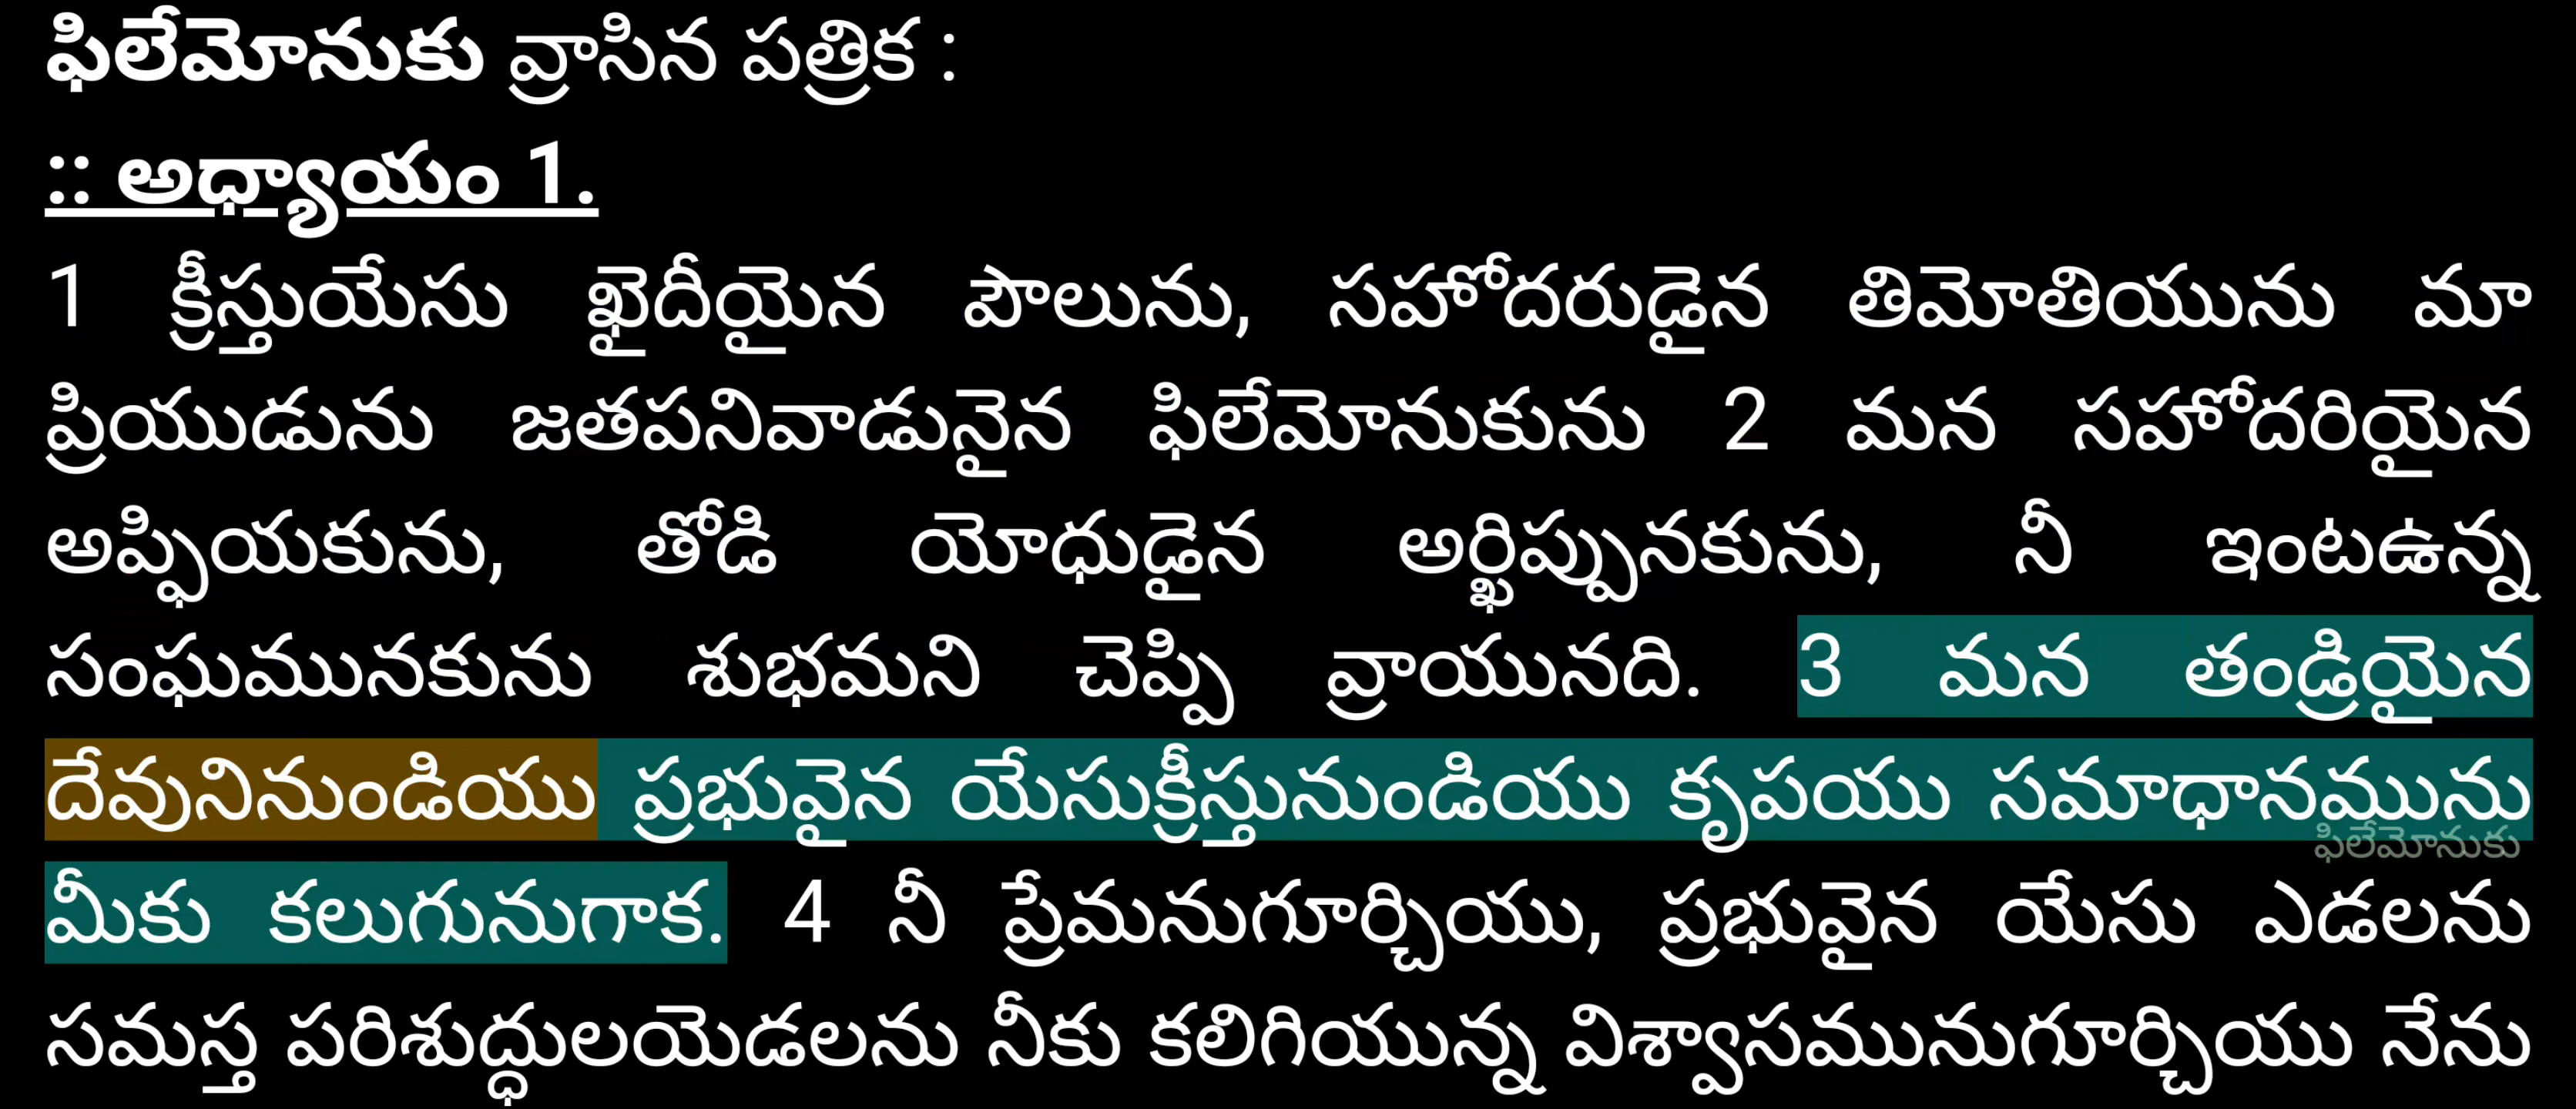 ఫిలేమోనుకు వ్రాసిన పత్రిక :
:: అధ్యాయం 1.
1 క్రీస్తుయేసు ఖైదీయైన పౌలును, సహోదరుడైన తిమోతియును మా
ప్రియుడును జతపనివాడునైన ఫిలేమోనుకును 2 మన సహోదరియైన
అప్ఫియకును, తోడి యోధుడైన అర్ఖిప్పునకును, నీ ఇంటఉన్న
సంఘమునకును శుభమని చెప్పి వ్రాయునది. 3 మన తండ్రియైన
దేవునినుండియు ప్రభువైన యేసుక్రీస్తునుండియు కృపయు సమాధానమును
ఫిలేమోనుకు
మీకు కలుగునుగాక. 4 నీ ప్రేమనుగూర్చియు, ప్రభువైన యేసు ఎడలను
సమస్త పరిశుద్ధులయెడలను నీకు కలిగియున్న విశ్వాసమునుగూర్చియు నేను